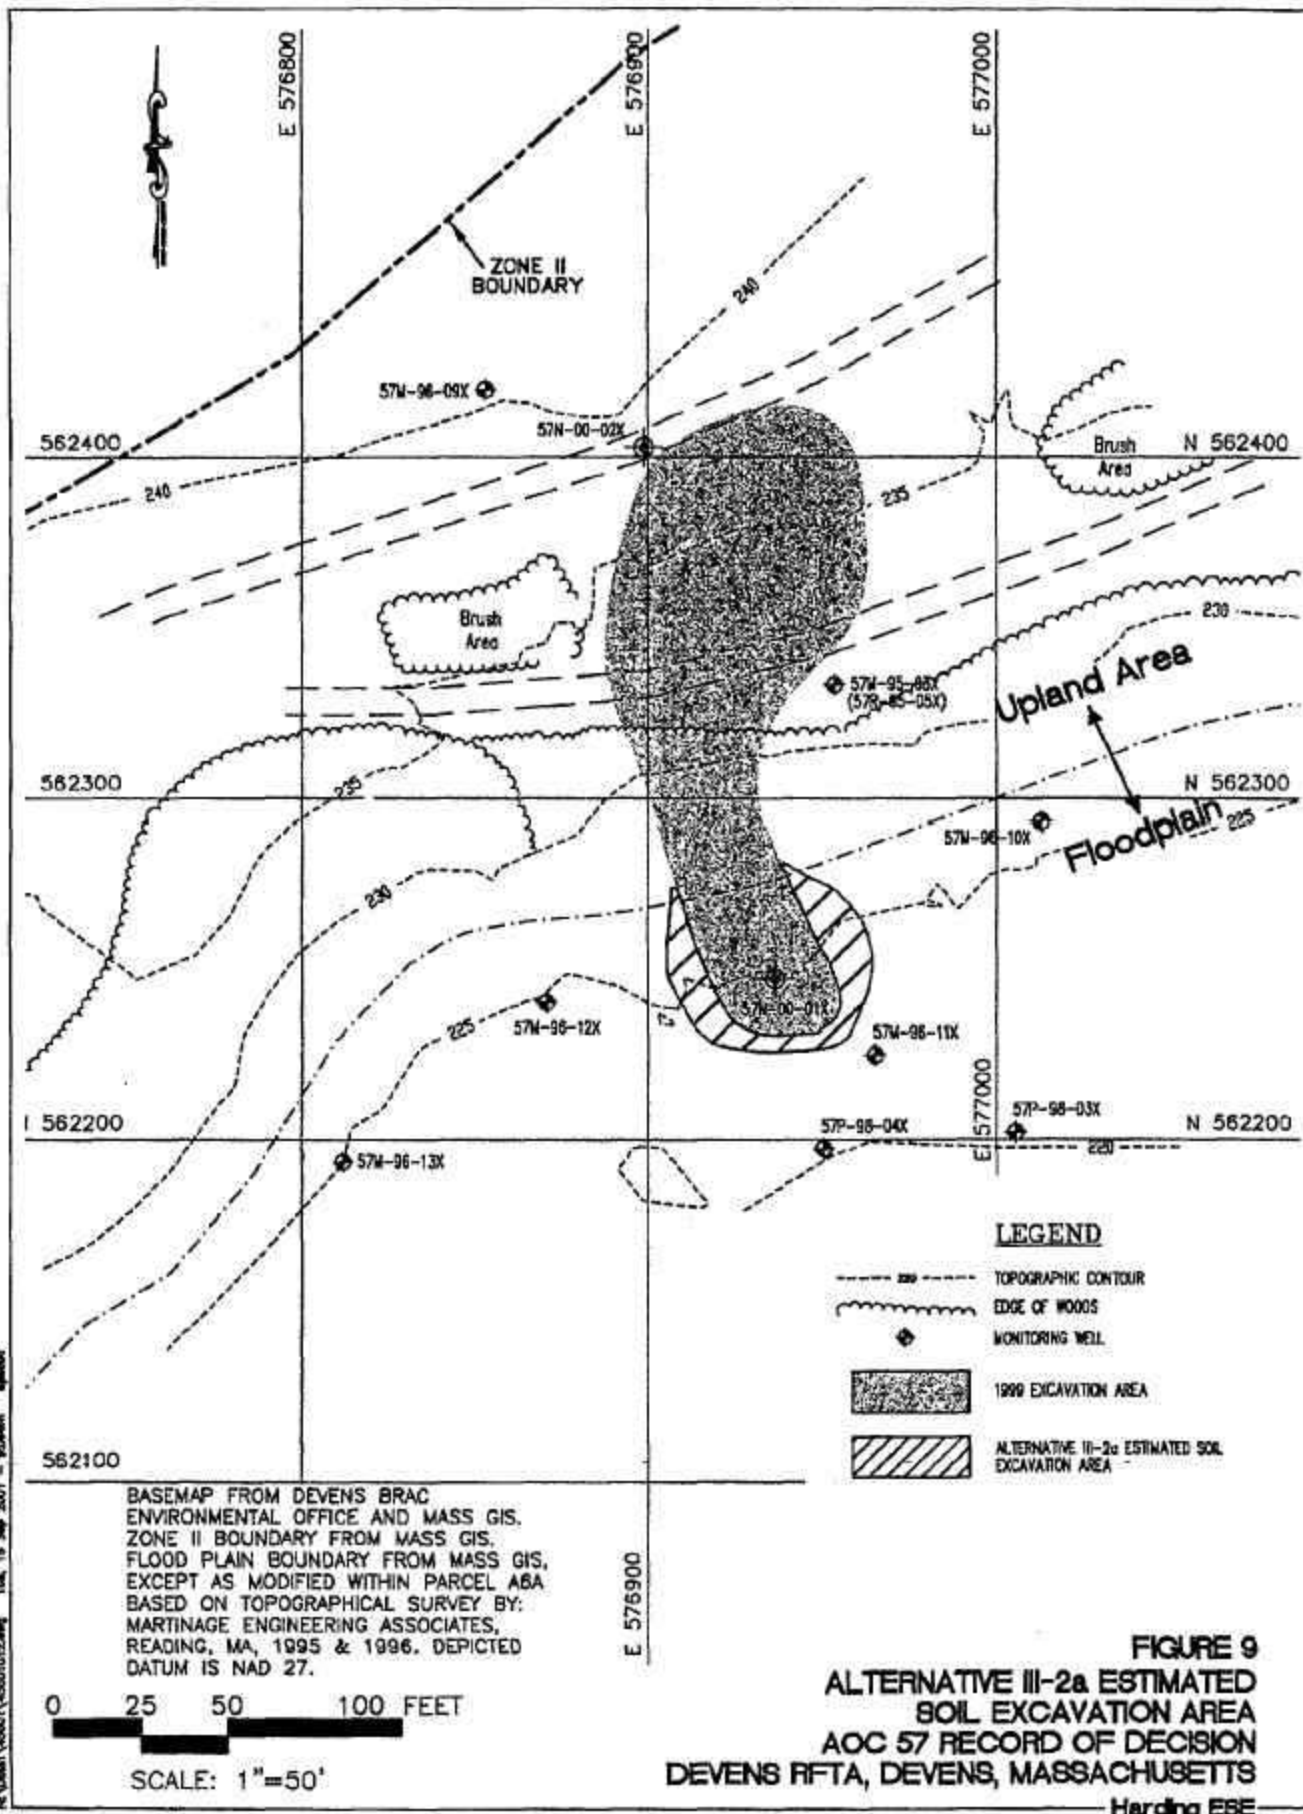 E 576800
E 576900
E 577000
ZONE II
BOUNDARY
240
57M-96-09X
57N-00-02X
562400
N 562400
Brush
Area
240
235
Brush
Area
230
Upland Area
57M-95-
562300
235
N 562300
57M-96-10X
Floodplain
225
230
225
57M-96-12X
57N-00-01X
57M-96-11X
E 577000
57P-98-03X
562200
57P-98-04X
N 562200
220
57M-96-13X
LEGEND
TOPOGRAPHIC CONTOUR
EDGE OF WOODS
MONITORING WELL
1999 EXCAVATION AREA
ALTERNATIVE III-2a ESTIMATED SOIL
EXCAVATION AREA
562100
BASEMAP FROM DEVENS BRAC
ENVIRONMENTAL OFFICE AND MASS GIS.
ZONE II BOUNDARY FROM MASS GIS.
FLOOD PLAIN BOUNDARY FROM MASS GIS,
EXCEPT AS MODIFIED WITHIN PARCEL A6A
BASED ON TOPOGRAPHICAL SURVEY BY:
MARTINAGE ENGINEERING ASSOCIATES,
READING, MA, 1995 & 1996. DEPICTED
DATUM IS NAD 27.
E 576900
0 25 50 100 FEET
SCALE: 1"=50'
FIGURE 9
ALTERNATIVE III-2a ESTIMATED
SOIL EXCAVATION AREA
AOC 57 RECORD OF DECISION
DEVENS RFTA, DEVENS, MASSACHUSETTS
Harding ESE